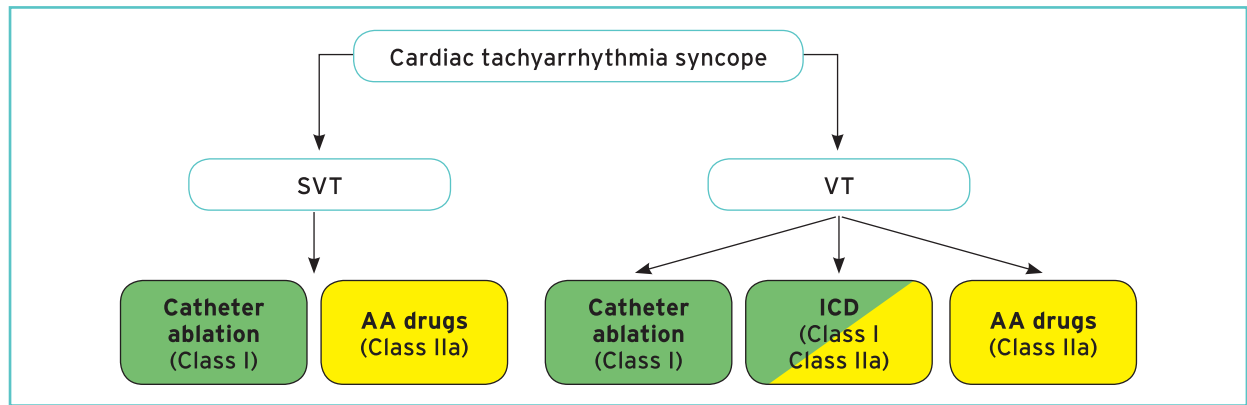 Cardiac tachyarrhythmia syncope
SVT
VT
Catheter
ablation
(Class I)
AA drugs
(Class IIa)
Catheter
ablation
(Class I)
ICD
(Class I
Class IIa)
AA drugs
(Class IIa)